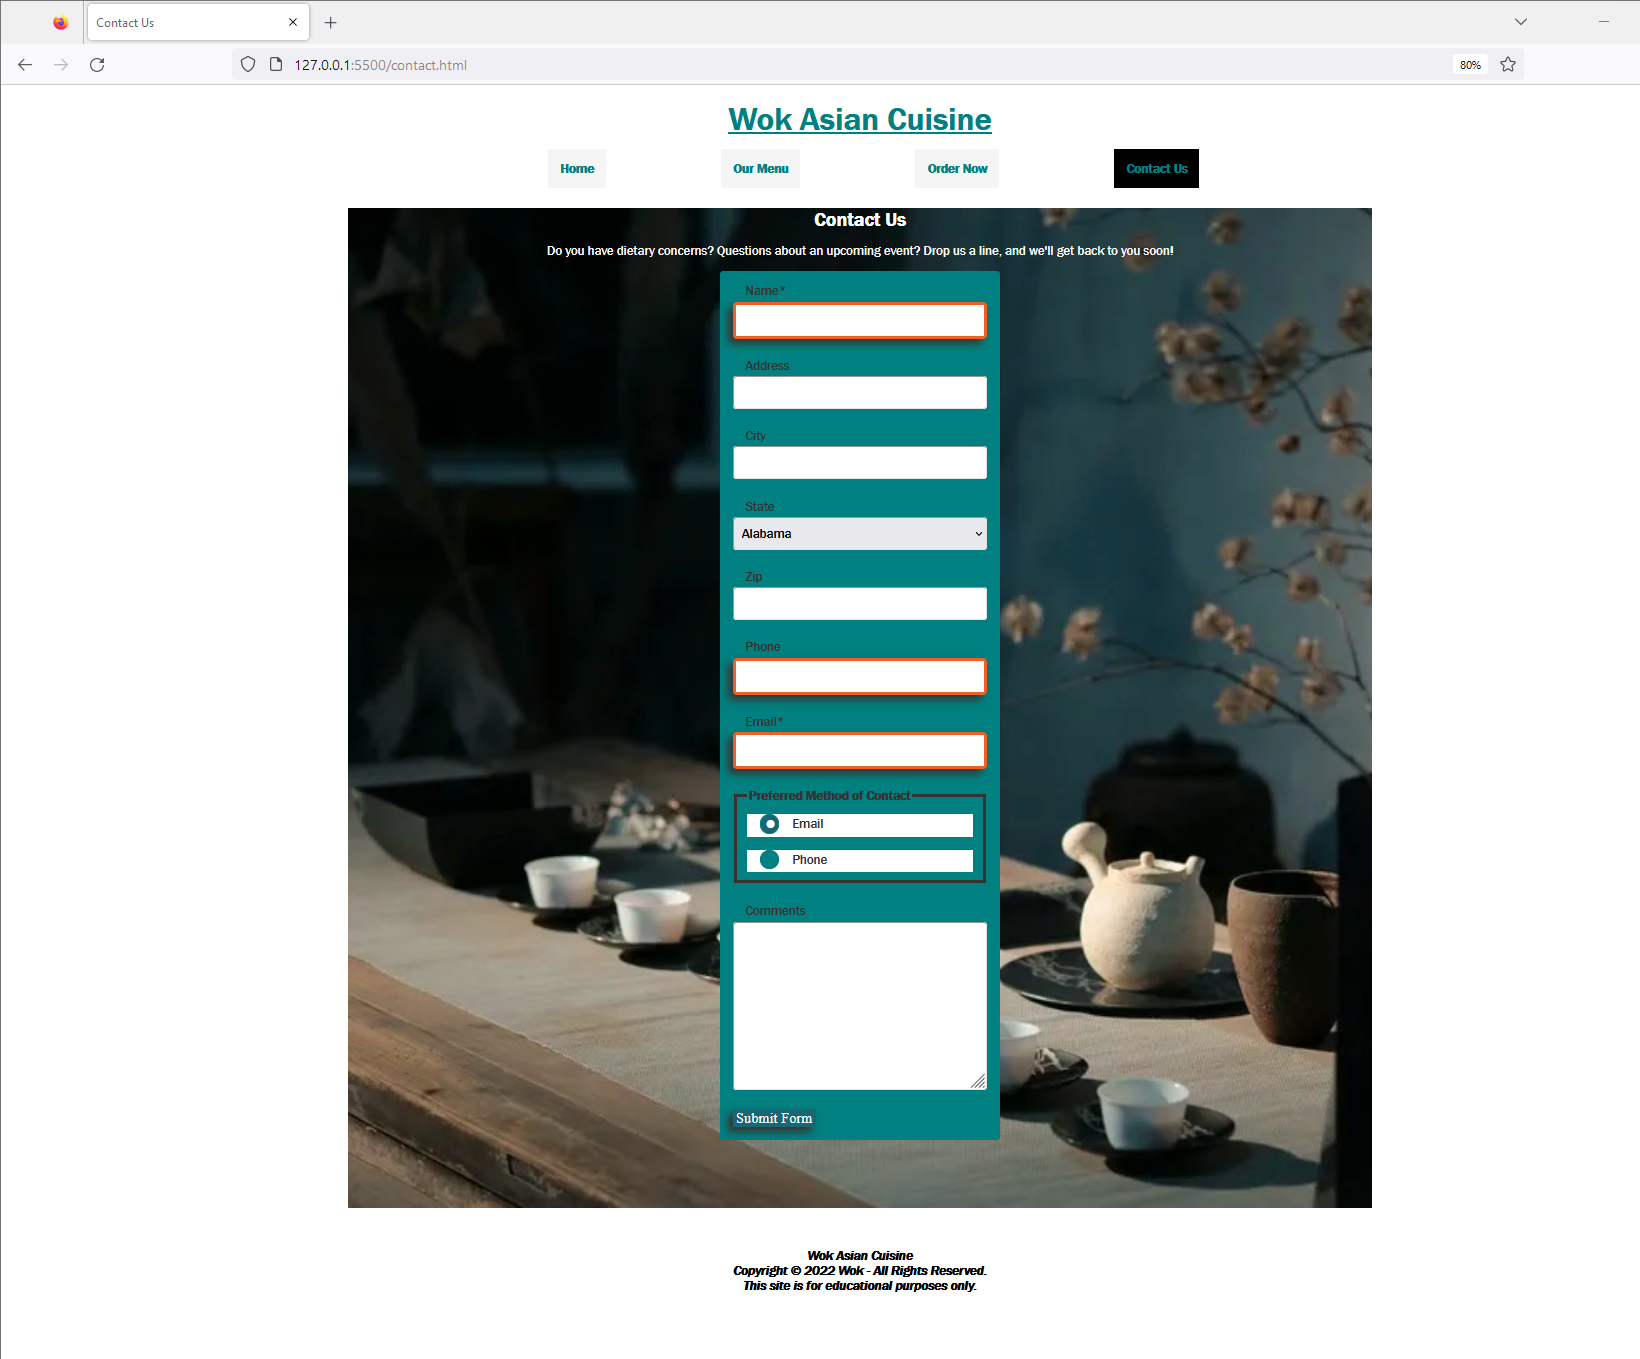 Contact Us
127.0.0.1:5500/contact.html
80%
Wok Asian Cuisine
Home Our Menu Order Now Contact Us
Contact Us
Do you have dietary concerns? Questions about an upcoming event? Drop us a line, and we'll get back to you soon!
Name*
Address
City
State
Alabama
Zip
Phone
Email*
Preferred Method of Contact
Email
Phone
Comments
Submit Form
Wok Asian Cuisine
Copyright © 2022 Wok - All Rights Reserved.
This site is for educational purposes only.